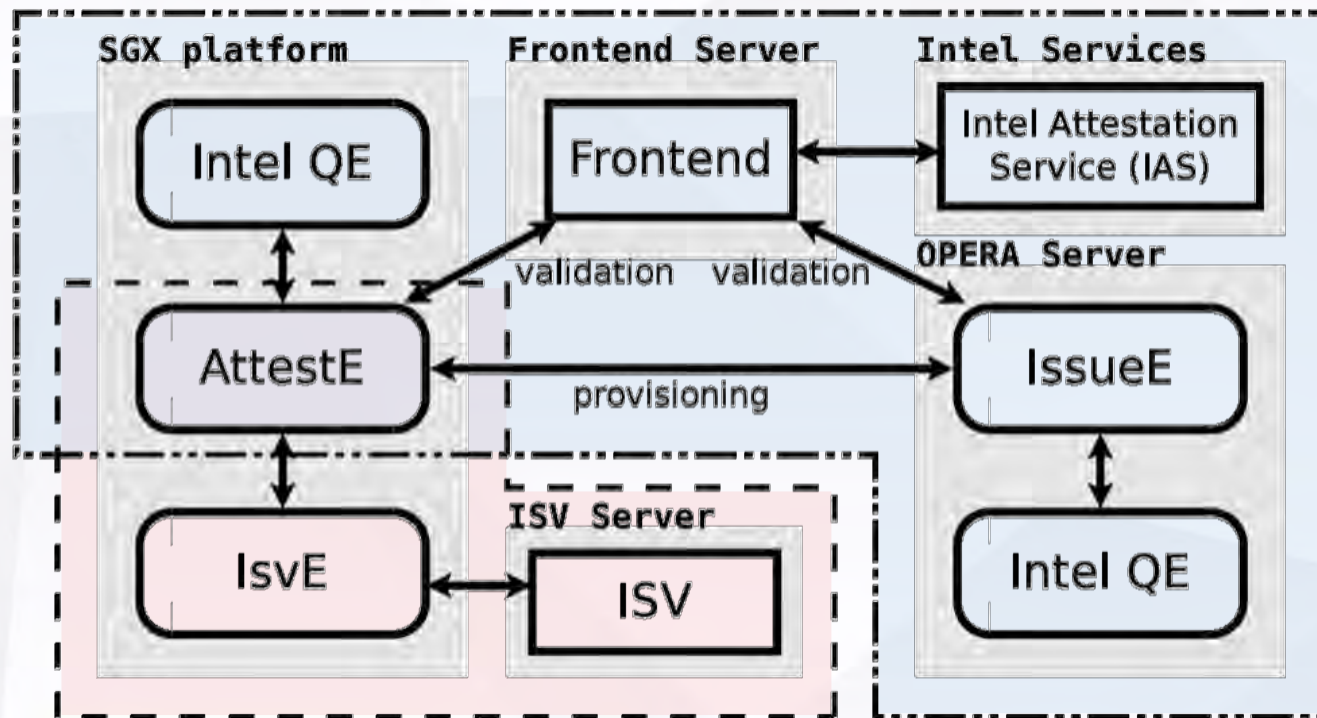 SGX platform
Frontend Server
Intel Services
Intel QE
Frontend
Intel Attestation
Service (IAS)
validation
validation
OPERA Server
AttestE
provisioning
IssueE
IsvE
ISV Server
ISV
Intel QE